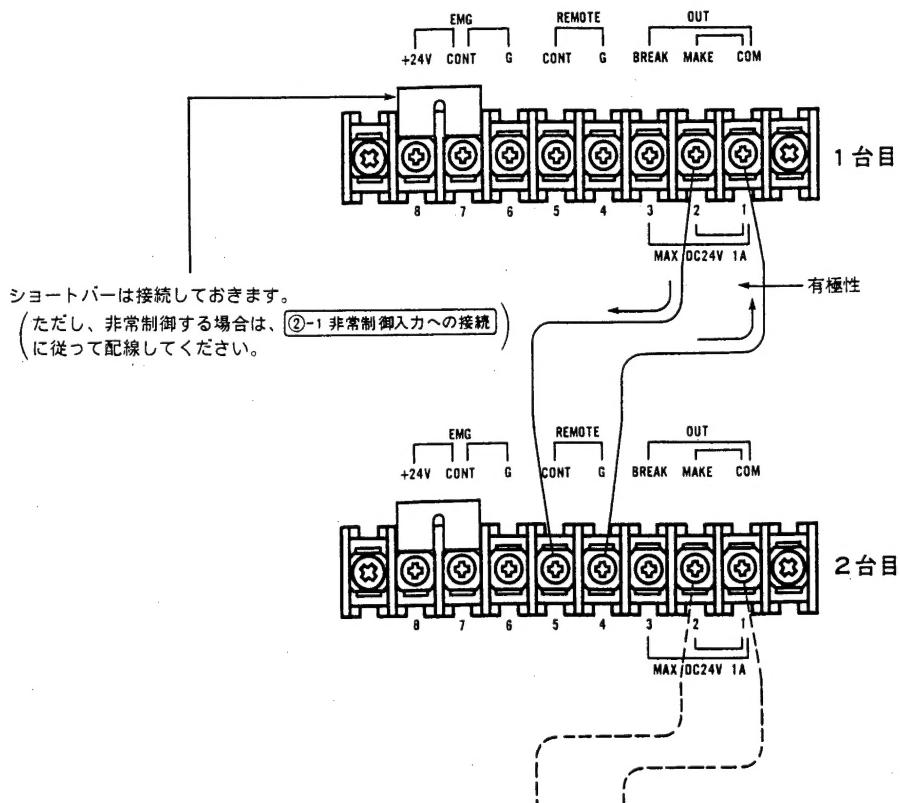 EMG REMOTE OUT
+24V CONT G CONT G BREAK MAKE COM
1台目
8 7 6 5 4 3 2 1
MAX DC24V 1A
有極性
ショートバーは接続しておきます。
(ただし、非常制御する場合は、②-1 非常制御入力への接続
に従って配線してください。)
EMG REMOTE OUT
+24V CONT G CONT G BREAK MAKE COM
2台目
8 7 6 5 4 3 2 1
MAX DC24V 1A